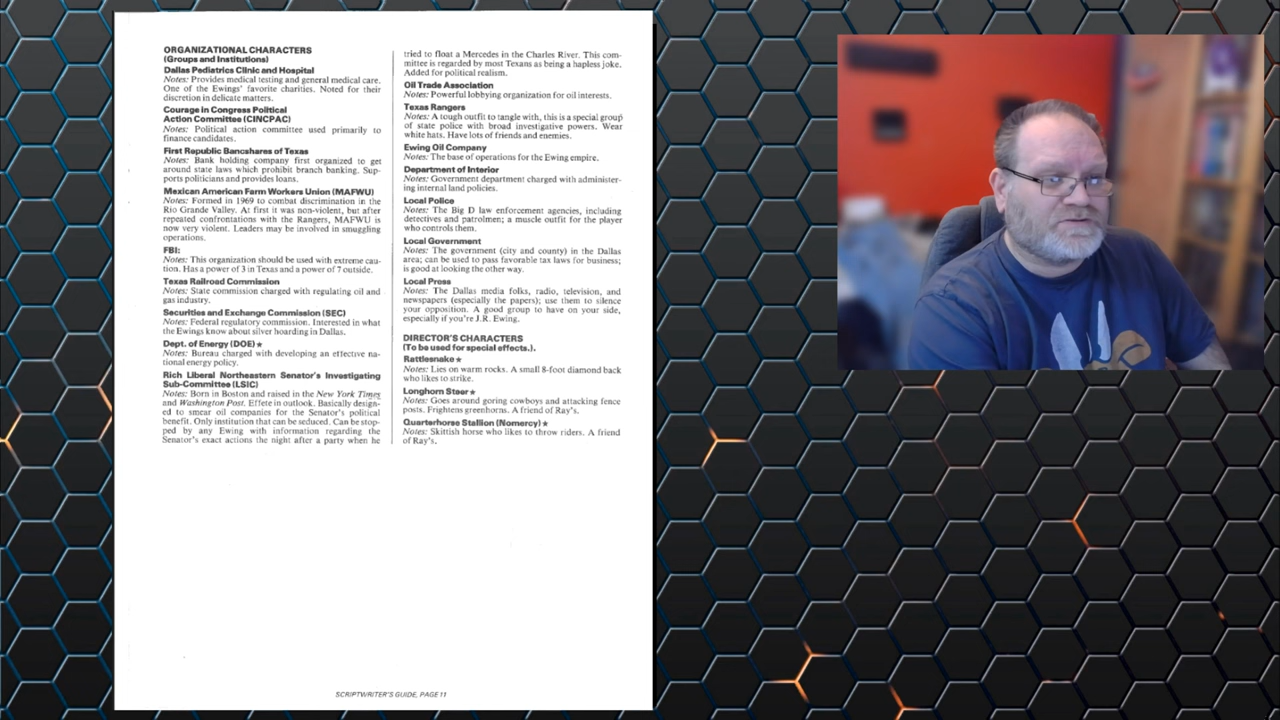 ORGANIZATIONAL CHARACTERS
(Groups and Institutions)
Dallas Pediatrics Clinic and Hospital
Notes: Provides medical testing and general medical care.
One of the Ewings' favorite charities. Noted for their
discretion in delicate matters.
Courage in Congress Political
Action Committee (CINCPAC)
Notes: Political action committee used primarily to
finance candidates.
First Republic Bancshares of Texas
Notes: Bank holding company first organized to get
around state laws which prohibit branch banking. Sup-
ports politicians and provides loans.
Mexican American Farm Workers Union (MAFWU)
Notes: Formed in 1969 to combat discrimination in the
Rio Grande Valley. At first it was non-violent, but after
repeated confrontations with the Rangers, MAFWU is
now very violent. Leaders may be involved in smuggling
operations.
FBI:
Notes: This organization should be used with extreme cau-
tion. Has a power of 3 in Texas and a power of 7 outside.
Texas Railroad Commission
Notes: State commission charged with regulating oil and
gas industry.
Securities and Exchange Commission (SEC)
Notes: Federal regulatory commission. Interested in what
the Ewings know about silver hoarding in Dallas.
Dept. of Energy (DOE) ★
Notes: Bureau charged with developing an effective na-
tional energy policy.
Rich Liberal Northeastern Senator's Investigating
Sub-Committee (LSIC)
Notes: Born in Boston and raised in the New York Times
and Washington Post. Effete in outlook. Basically design-
ed to smear oil companies for the Senator's political
benefit. Only institution that can be seduced. Can be stop-
ped by any Ewing with information regarding the
Senator's exact actions the night after a party when he
tried to float a Mercedes in the Charles River. This com-
mittee is regarded by most Texans as being a hapless joke.
Added for political realism.
Oil Trade Association
Notes: Powerful lobbying organization for oil interests.
Texas Rangers
Notes: A tough outfit to tangle with, this is a special group
of state police with broad investigative powers. Wear
white hats. Have lots of friends and enemies.
Ewing Oil Company
Notes: The base of operations for the Ewing empire.
Department of Interior
Notes: Government department charged with administer-
ing internal land policies.
Local Police
Notes: The Big D law enforcement agencies, including
detectives and patrolmen; a muscle outfit for the player
who controls them.
Local Government
Notes: The government (city and county) in the Dallas
area; can be used to pass favorable tax laws for business;
is good at looking the other way.
Local Press
Notes: The Dallas media folks, radio, television, and
newspapers (especially the papers); use them to silence
your opposition. A good group to have on your side,
especially if you're J.R. Ewing.
DIRECTOR'S CHARACTERS
(To be used for special effects.).
Rattlesnake ★
Notes: Lies on warm rocks. A small 8-foot diamond back
who likes to strike.
Longhorn Steer ★
Notes: Goes around goring cowboys and attacking fence
posts. Frightens greenhorns. A friend of Ray's.
Quarterhorse Stallion (Nomercy) ★
Notes: Skittish horse who likes to throw riders. A friend
of Ray's.
SCRIPTWRITER'S GUIDE, PAGE 11